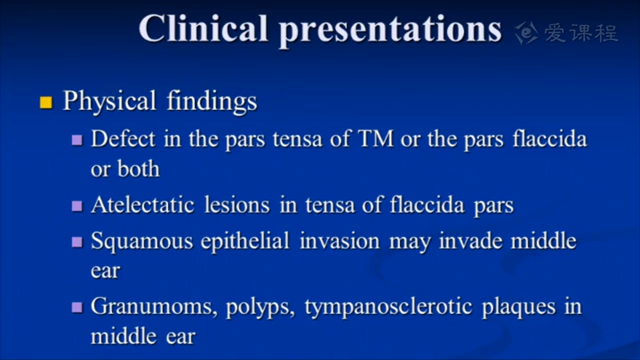 Clinical presentations
爱课程
Physical findings
Defect in the pars tensa of TM or the pars flaccida
or both
Atelectatic lesions in tensa of flaccida pars
Squamous epithelial invasion may invade middle
ear
Granumoms, polyps, tympanosclerotic plaques in
middle ear